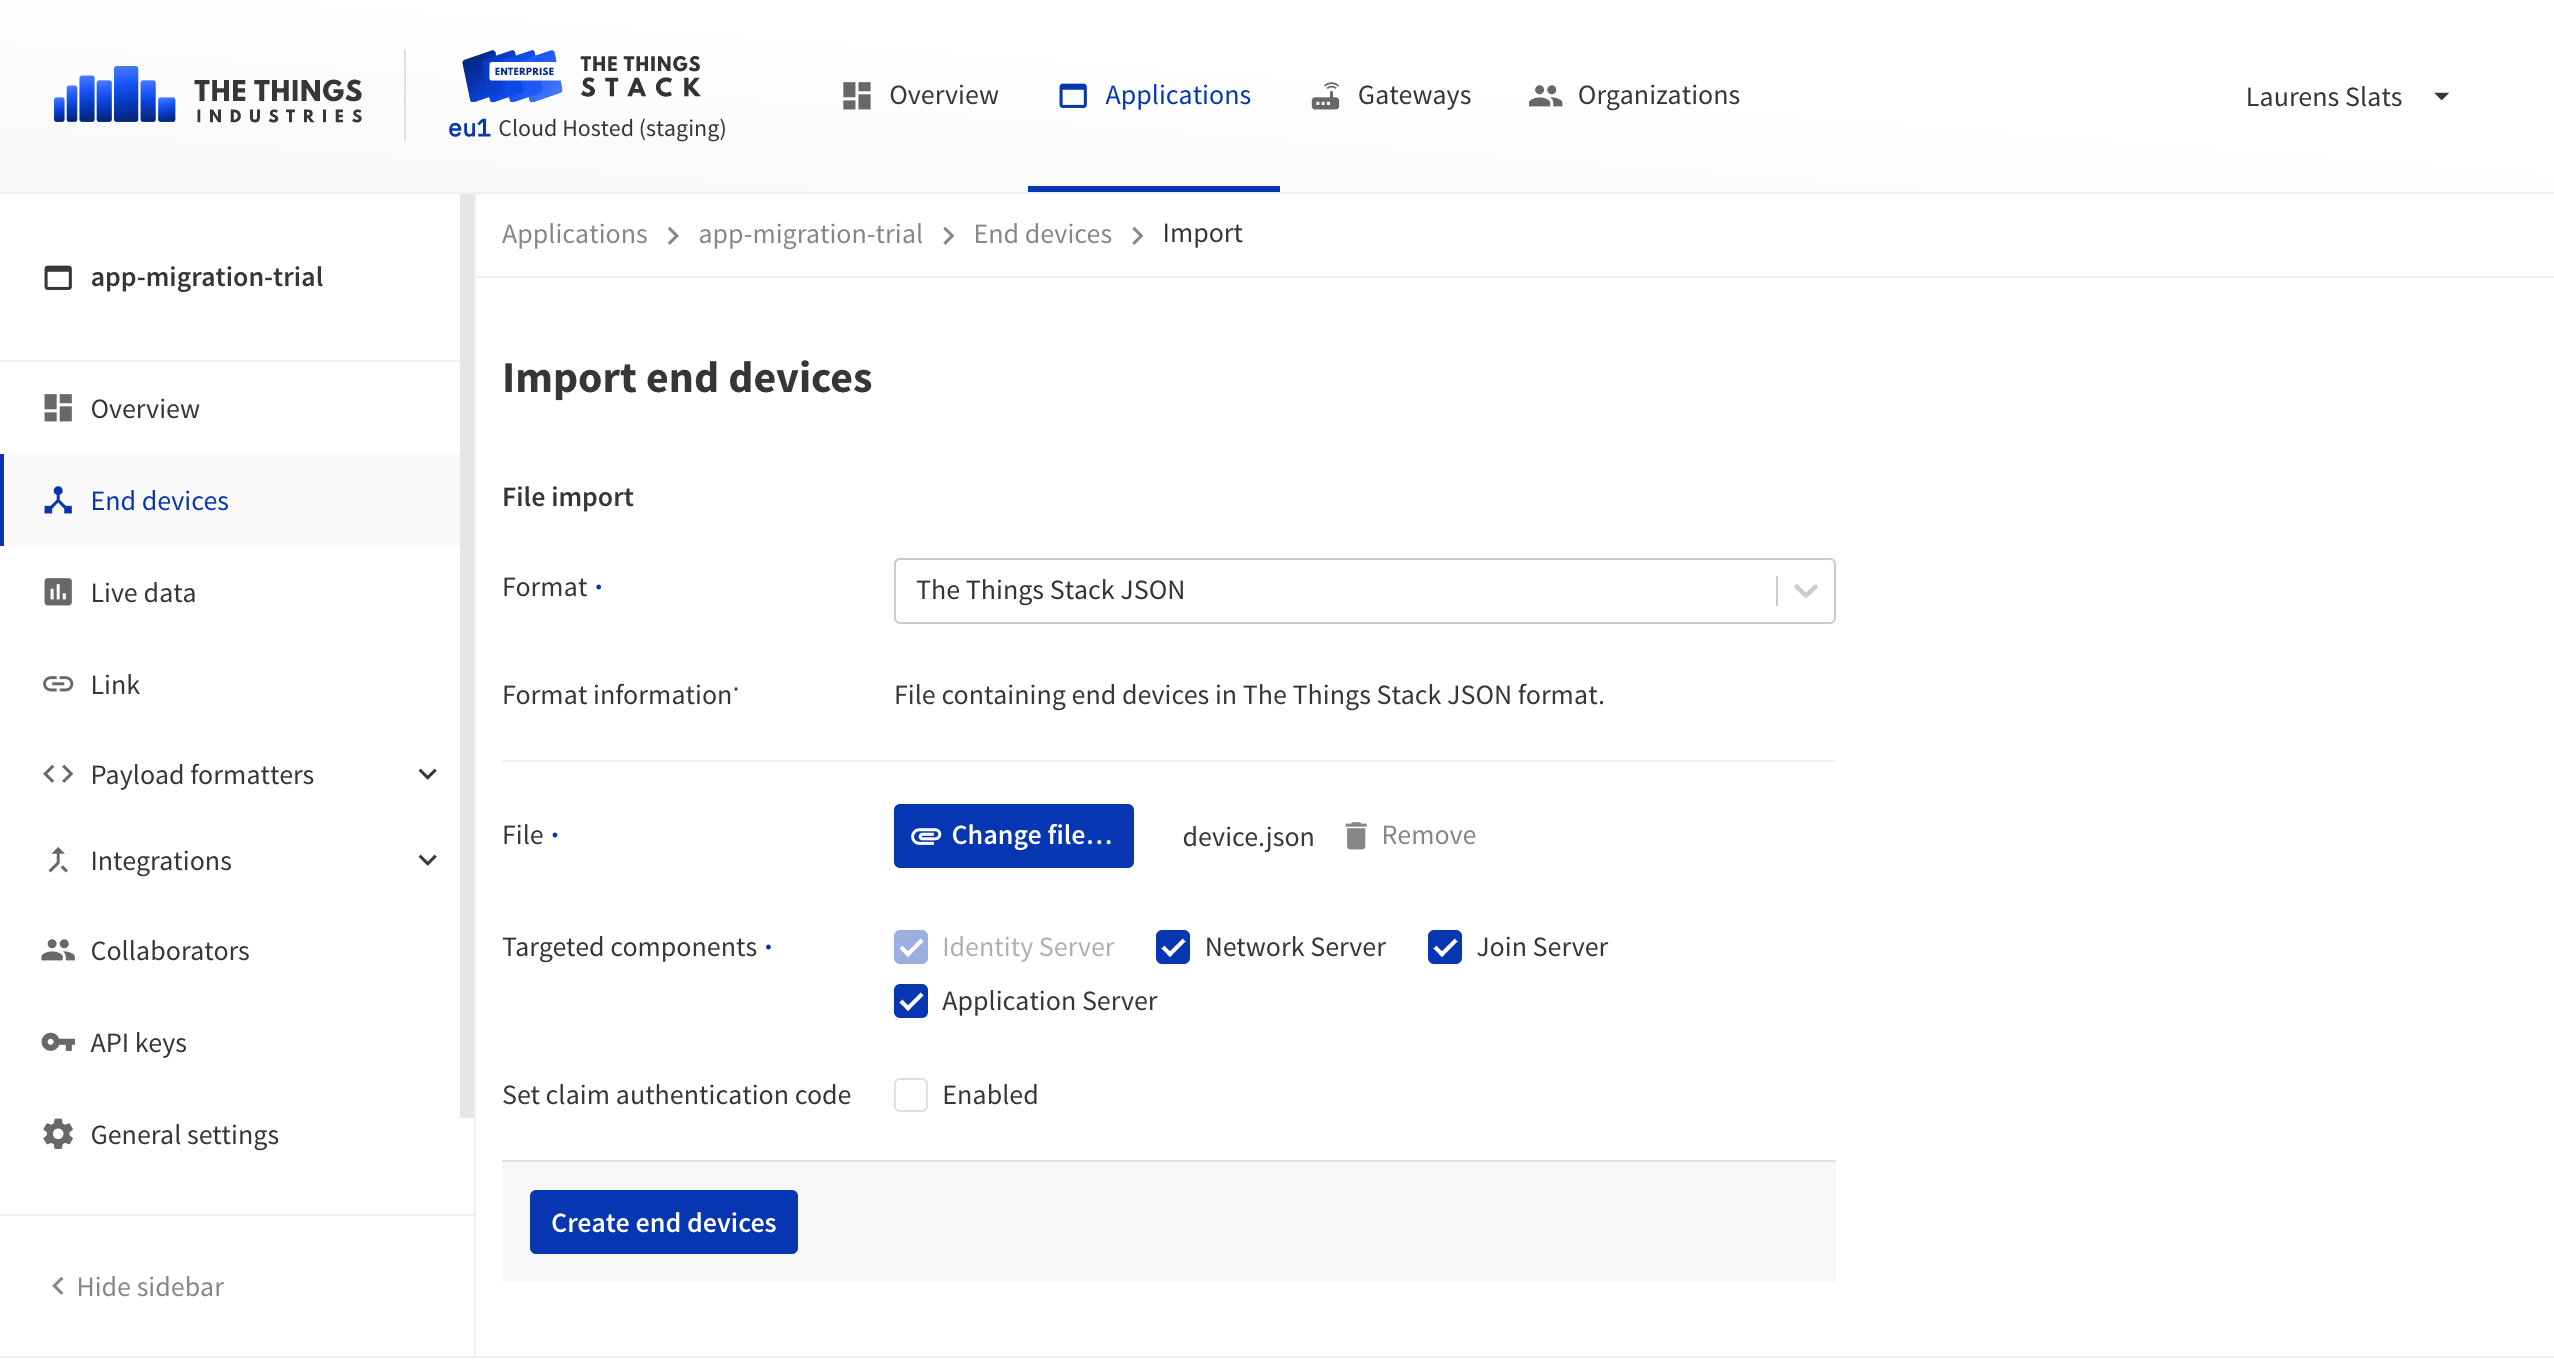 THE THINGS
INDUSTRIES
ENTERPRISE
THE THINGS
STACK
eu1 Cloud Hosted (staging)
Overview
Applications
Gateways
Organizations
Laurens Slats
app-migration-trial
Overview
End devices
Live data
Link
Payload formatters
Integrations
Collaborators
API keys
General settings
Hide sidebar
Applications > app-migration-trial > End devices > Import
Import end devices
File import
Format •
The Things Stack JSON
Format information•
File containing end devices in The Things Stack JSON format.
File •
Change file...
device.json
Remove
Targeted components •
Identity Server
Network Server
Join Server
Application Server
Set claim authentication code
Enabled
Create end devices